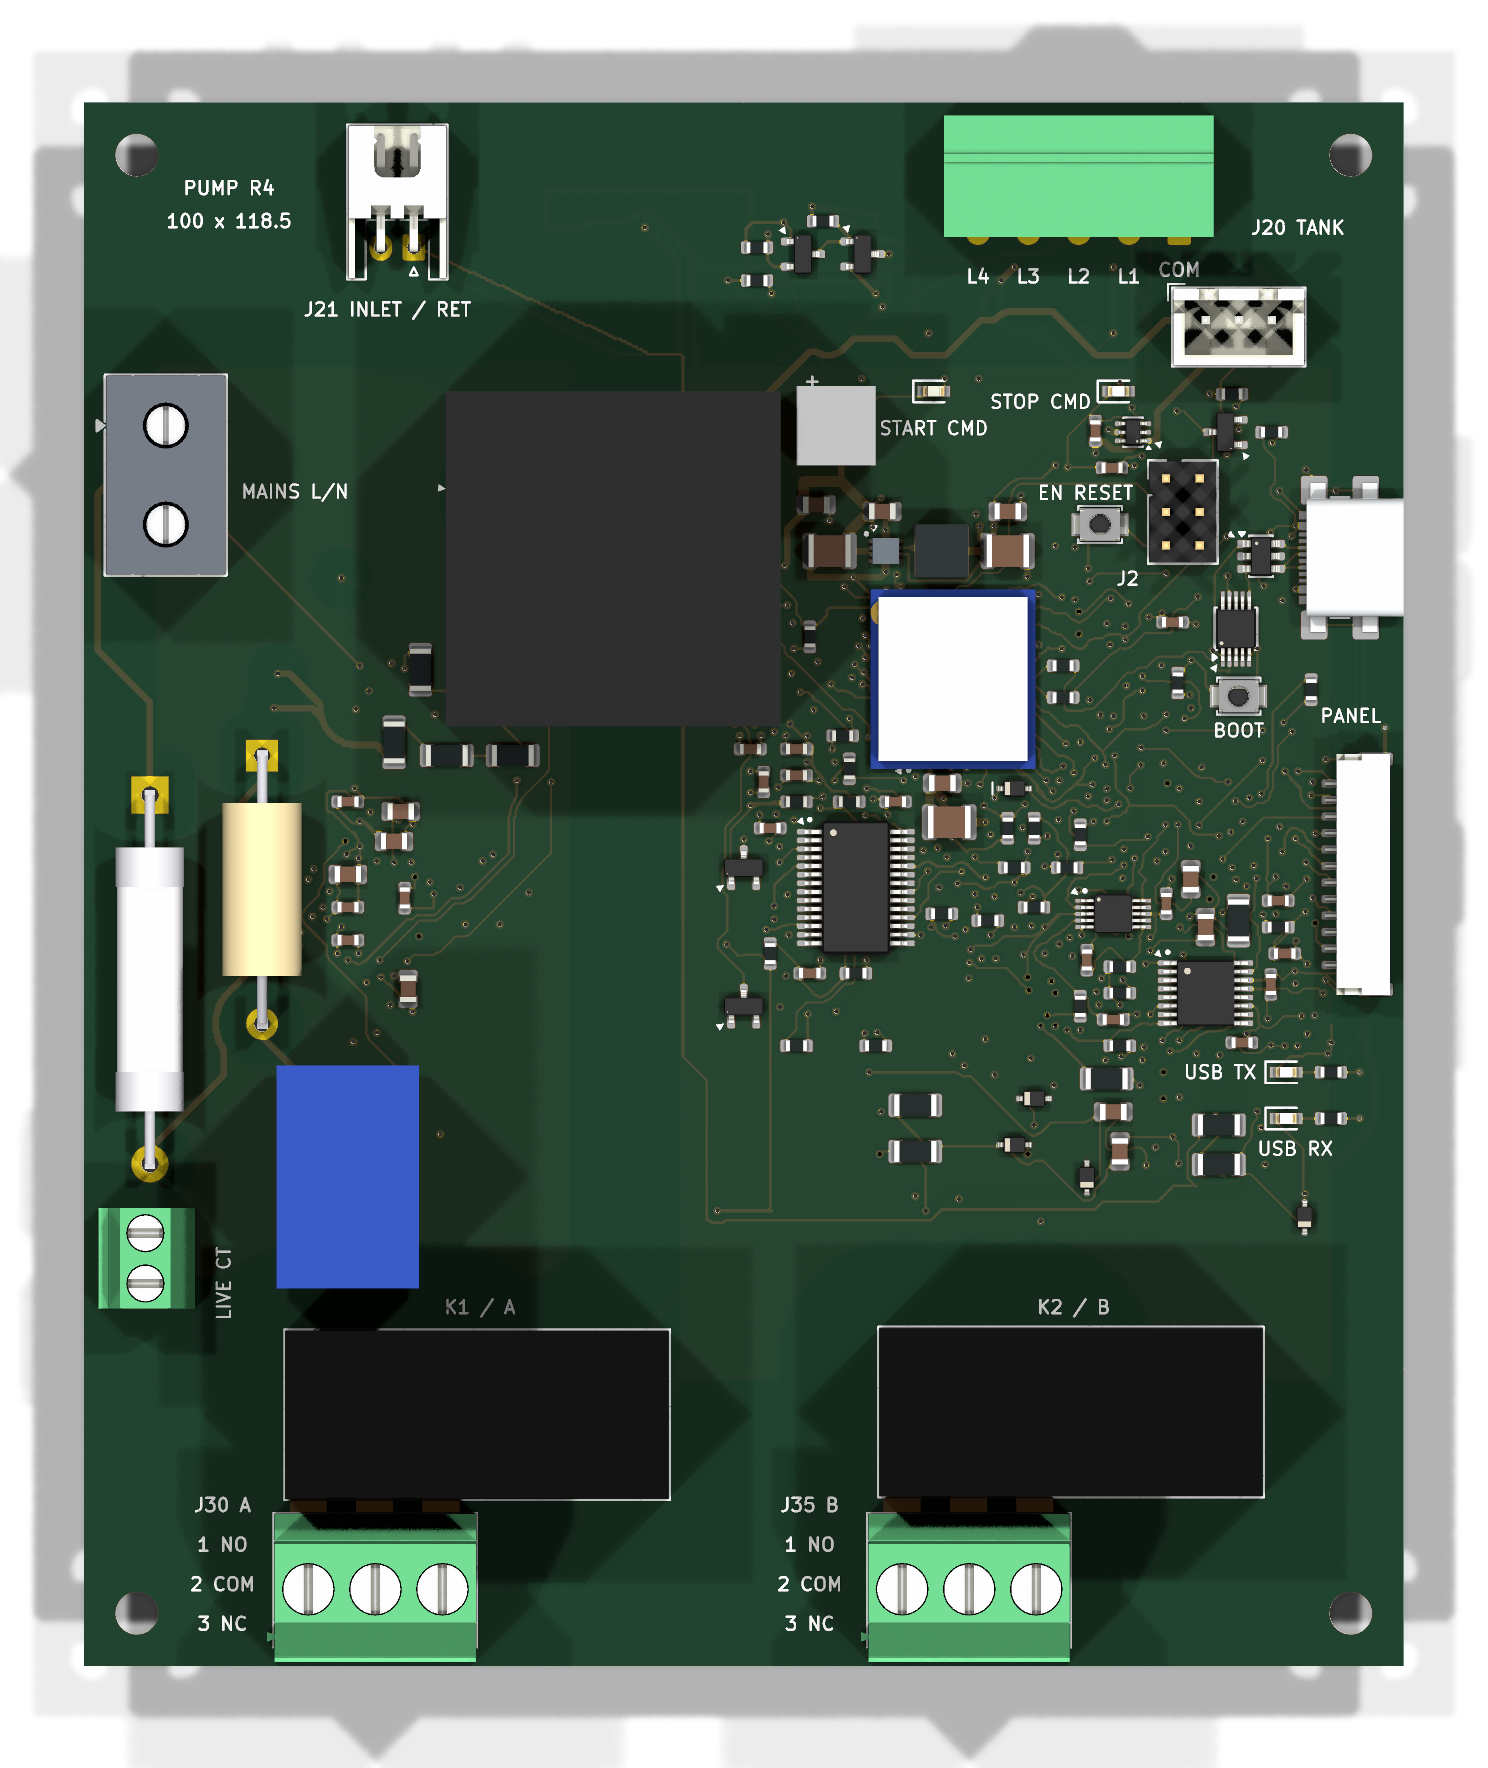 PUMP R4
100 x 118.5
J20 TANK
L4 L3 L2 L1 COM
J21 INLET / RET
STOP CMD
+
START CMD
MAINS L/N
EN RESET
J2
PANEL
BOOT
USB TX
USB RX
LIVE CT
K1 / A
K2 / B
J30 A
1 NO
2 COM
3 NC
J35 B
1 NO
2 COM
3 NC